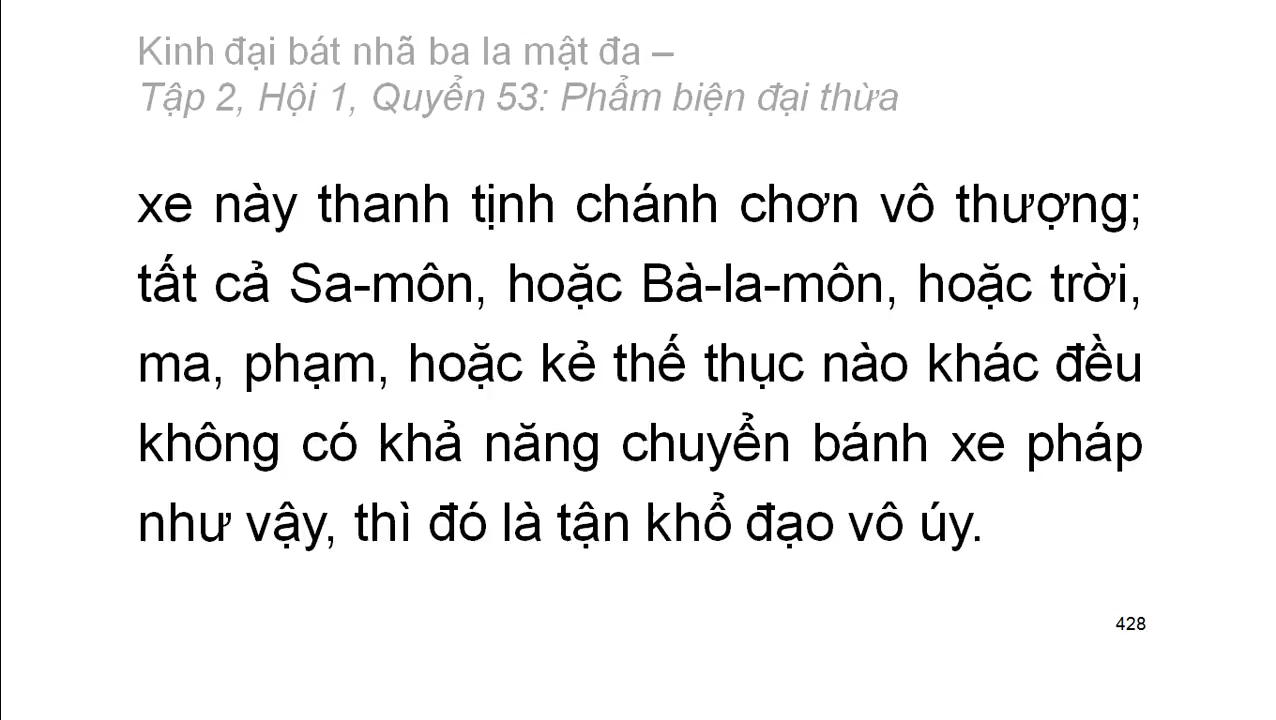 Kinh đại bát nhã ba la mật đa –
Tập 2, Hội 1, Quyển 53: Phẩm biện đại thừa
xe này thanh tịnh chánh chơn vô thượng;
tất cả Sa-môn, hoặc Bà-la-môn, hoặc trời,
ma, phạm, hoặc kẻ thế thục nào khác đều
không có khả năng chuyển bánh xe pháp
như vậy, thì đó là tận khổ đạo vô úy.
428